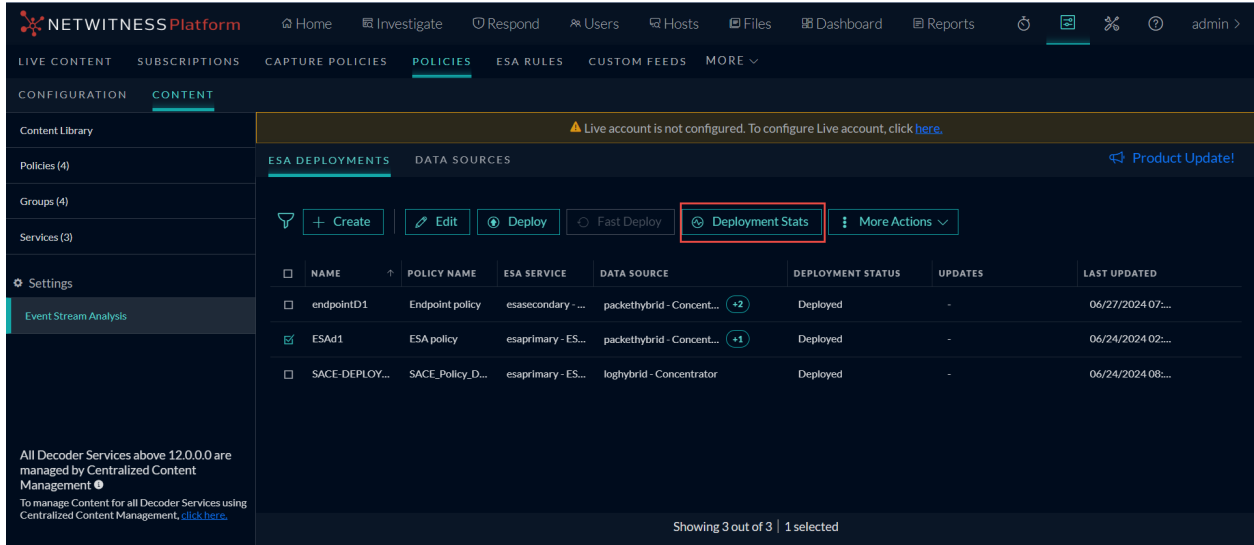 NETWITNESS Platform Home Investigate Respond Users Hosts Files Dashboard Reports admin >
LIVE CONTENT SUBSCRIPTIONS CAPTURE POLICIES POLICIES ESA RULES CUSTOM FEEDS MORE
CONFIGURATION CONTENT
Content Library
Policies (4)
Groups (4)
Services (3)
Settings
Event Stream Analysis
All Decoder Services above 12.0.0.0 are
managed by Centralized Content
Management
To manage Content for all Decoder Services using
Centralized Content Management, click here.
Live account is not configured. To configure Live account, click here.
ESA DEPLOYMENTS DATA SOURCES Product Update!
+ Create Edit Deploy Fast Deploy Deployment Stats More Actions
NAME ↑ POLICY NAME ESA SERVICE DATA SOURCE DEPLOYMENT STATUS UPDATES LAST UPDATED
endpointD1 Endpoint policy esasecondary - ... packethybrid - Concent... +2 Deployed - 06/27/2024 07:...
ESAd1 ESA policy esaprimary - ES... packethybrid - Concent... +1 Deployed - 06/24/2024 02:...
SACE-DEPLOY... SACE_Policy_D... esaprimary - ES... loghybrid - Concentrator Deployed - 06/24/2024 08:...
Showing 3 out of 3 | 1 selected